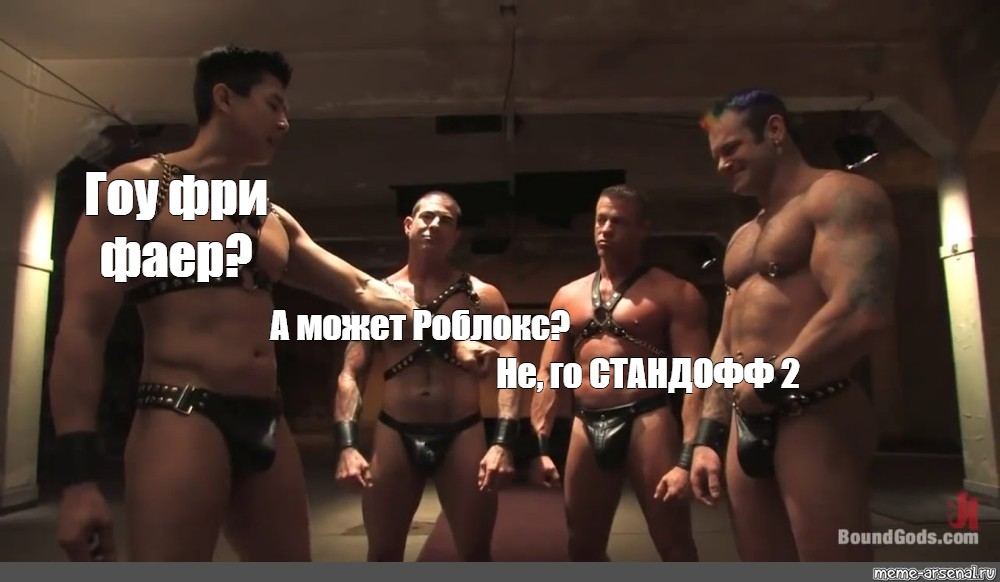 Гоу фри
фаер?
А может Роблокс?
Не, го СТАНДОФФ 2
BoundGods.com
meme-arsenal.ru